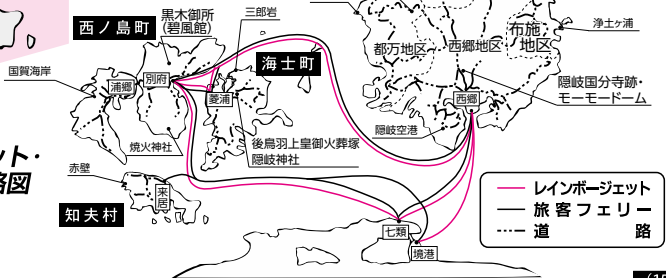 西ノ島町
黒木御所
(碧風館)
三郎岩
海士町
都万地区
西郷地区
布施
地区
浄土ヶ浦
国賀海岸
浦郷
別府
菱浦
西郷
隠岐国分寺跡・
モーモードーム
隠岐空港
焼火神社
後鳥羽上皇御火葬塚
隠岐神社
ット・
略図
赤壁
来居
知夫村
七類
境港
レインボージェット
旅客フェリー
道路